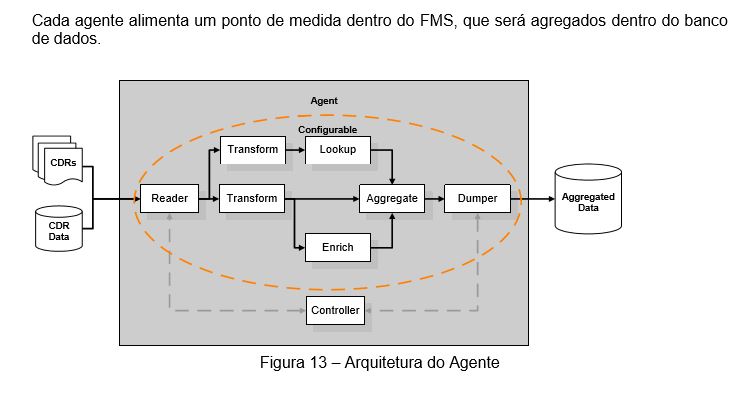 Cada agente alimenta um ponto de medida dentro do FMS, que será agregados dentro do banco
de dados.
Agent
Configurable
CDRs
CDR
Data
Transform
Lookup
Reader
Transform
Aggregate
Dumper
Aggregated
Data
Enrich
Controller
Figura 13 – Arquitetura do Agente